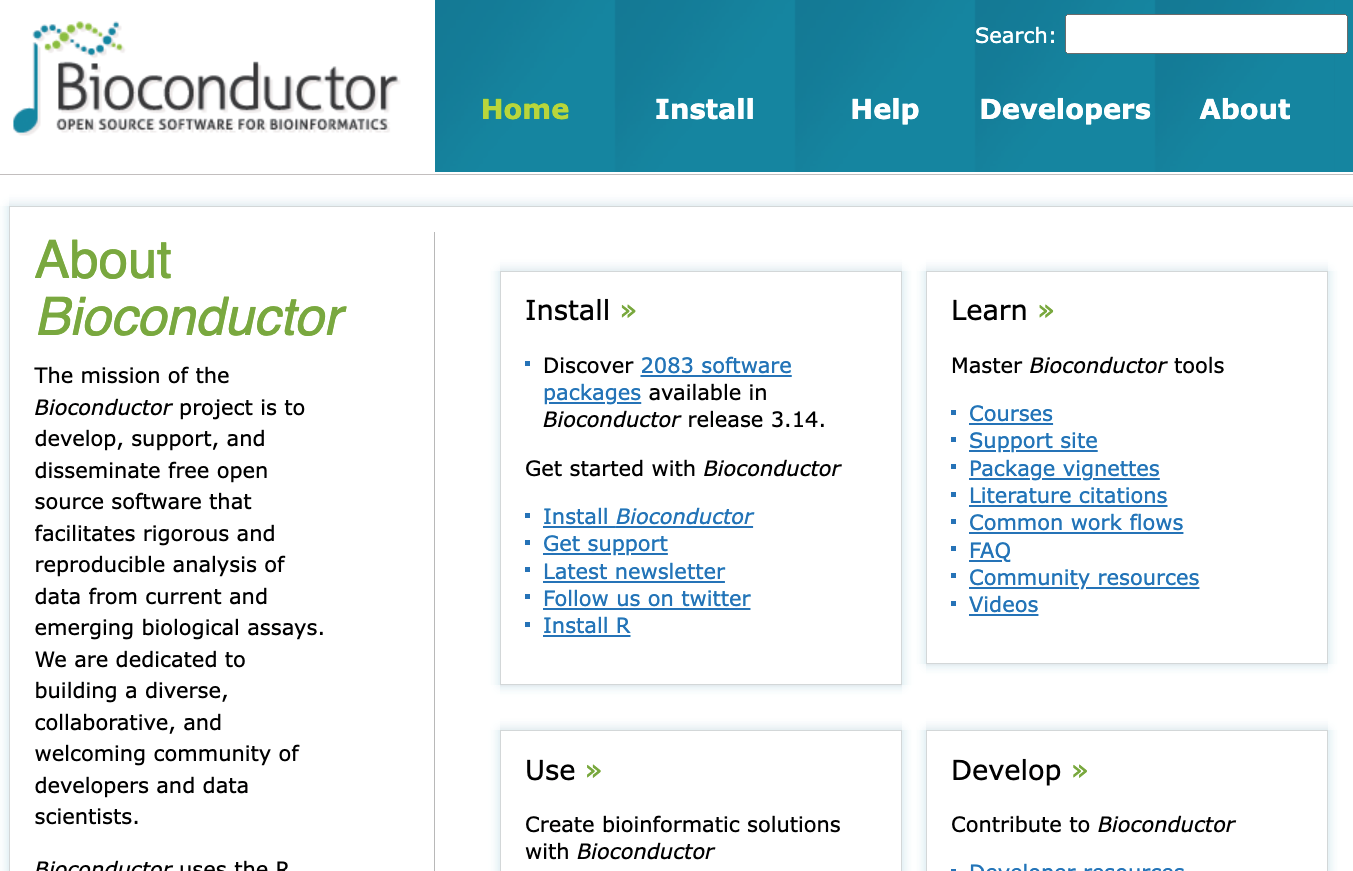 Bioconductor
OPEN SOURCE SOFTWARE FOR BIOINFORMATICS
Search:
Home
Install
Help
Developers
About
About
Bioconductor
The mission of the
Bioconductor project is to
develop, support, and
disseminate free open
source software that
facilitates rigorous and
reproducible analysis of
data from current and
emerging biological assays.
We are dedicated to
building a diverse,
collaborative, and
welcoming community of
developers and data
scientists.
Bioconductor uses the R
Install »
Discover 2083 software
packages available in
Bioconductor release 3.14.
Get started with Bioconductor
Install Bioconductor
Get support
Latest newsletter
Follow us on twitter
Install R
Learn »
Master Bioconductor tools
Courses
Support site
Package vignettes
Literature citations
Common work flows
FAQ
Community resources
Videos
Use »
Create bioinformatic solutions
with Bioconductor
Develop »
Contribute to Bioconductor
Developer resources